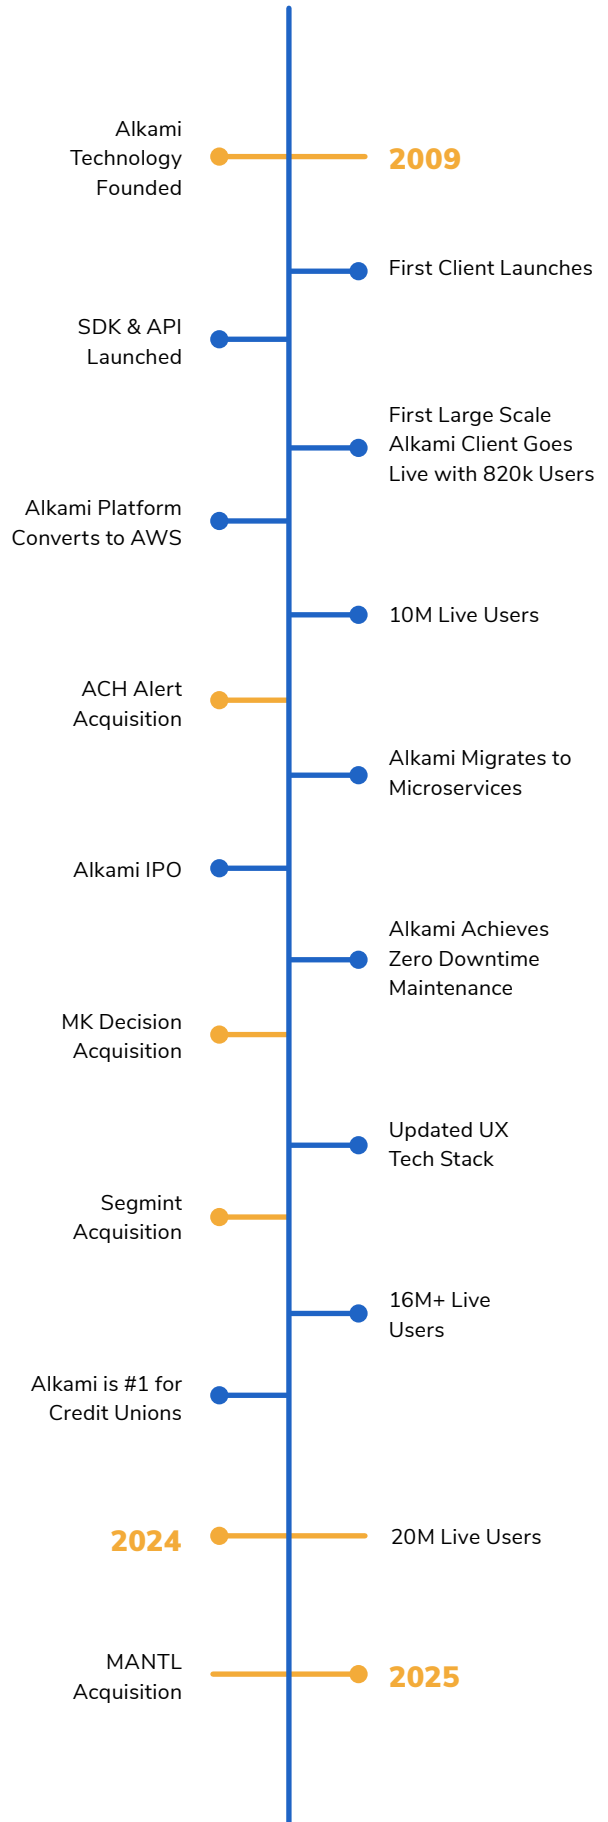 Alkami
Technology
Founded
2009
First Client Launches
SDK & API
Launched
First Large Scale
Alkami Client Goes
Live with 820k Users
Alkami Platform
Converts to AWS
10M Live Users
ACH Alert
Acquisition
Alkami Migrates to
Microservices
Alkami IPO
Alkami Achieves
Zero Downtime
Maintenance
MK Decision
Acquisition
Updated UX
Tech Stack
Segmint
Acquisition
16M+ Live
Users
Alkami is #1 for
Credit Unions
2024
20M Live Users
MANTL
Acquisition
2025